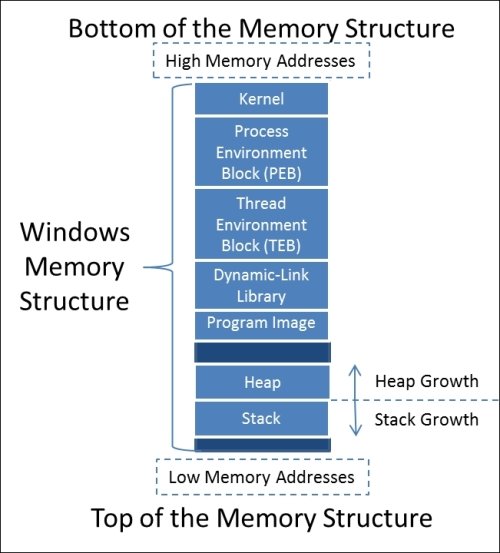 Bottom of the Memory Structure
High Memory Addresses
Kernel
Process
Environment
Block (PEB)
Thread
Environment
Block (TEB)
Windows
Memory
Structure
Dynamic-Link
Library
Program Image
Heap
Heap Growth
Stack
Stack Growth
Low Memory Addresses
Top of the Memory Structure